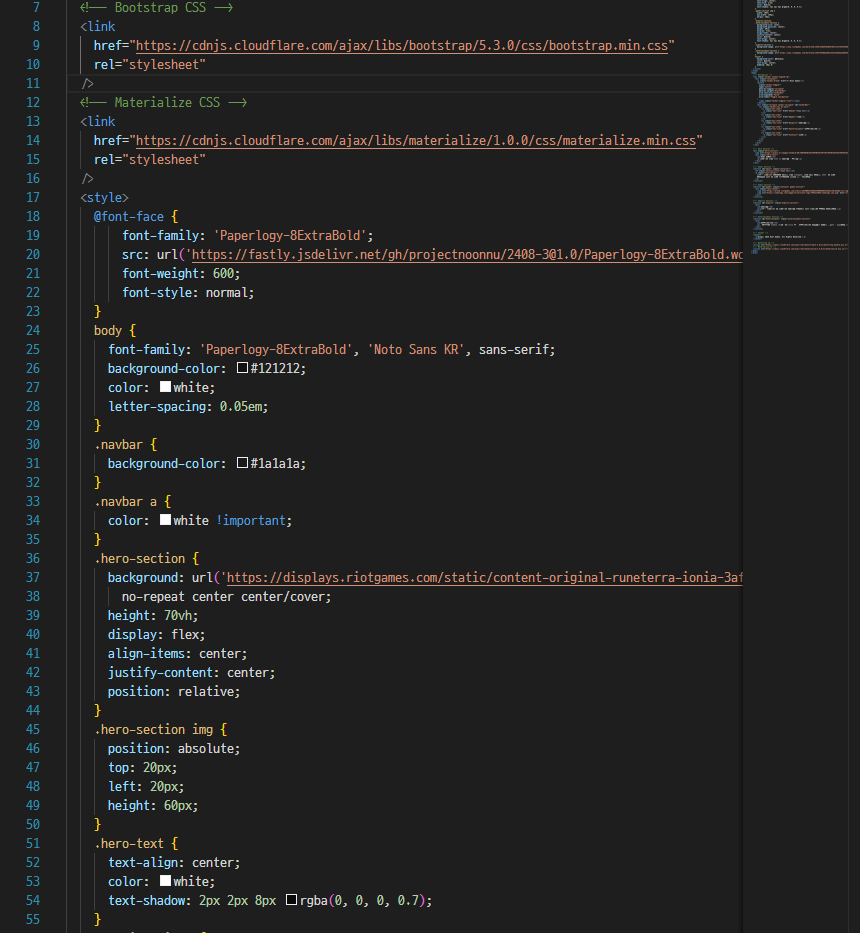 7 <!-- Bootstrap CSS -->
8 <link
9 href="https://cdnjs.cloudflare.com/ajax/libs/bootstrap/5.3.0/css/bootstrap.min.css"
10 rel="stylesheet"
11 />
12 <!-- Materialize CSS -->
13 <link
14 href="https://cdnjs.cloudflare.com/ajax/libs/materialize/1.0.0/css/materialize.min.css"
15 rel="stylesheet"
16 />
17 <style>
18 @font-face {
19 font-family: 'Paperlogy-8ExtraBold';
20 src: url('https://fastly.jsdelivr.net/gh/projectnoonnu/2408-3@1.0/Paperlogy-8ExtraBold.wo
21 font-weight: 600;
22 font-style: normal;
23 }
24 body {
25 font-family: 'Paperlogy-8ExtraBold', 'Noto Sans KR', sans-serif;
26 background-color: #121212;
27 color: white;
28 letter-spacing: 0.05em;
29 }
30 .navbar {
31 background-color: #1a1a1a;
32 }
33 .navbar a {
34 color: white !important;
35 }
36 .hero-section {
37 background: url('https://displays.riotgames.com/static/content-original-runeterra-ionia-3af
38 no-repeat center center/cover;
39 height: 70vh;
40 display: flex;
41 align-items: center;
42 justify-content: center;
43 position: relative;
44 }
45 .hero-section img {
46 position: absolute;
47 top: 20px;
48 left: 20px;
49 height: 60px;
50 }
51 .hero-text {
52 text-align: center;
53 color: white;
54 text-shadow: 2px 2px 8px rgba(0, 0, 0, 0.7);
55 }